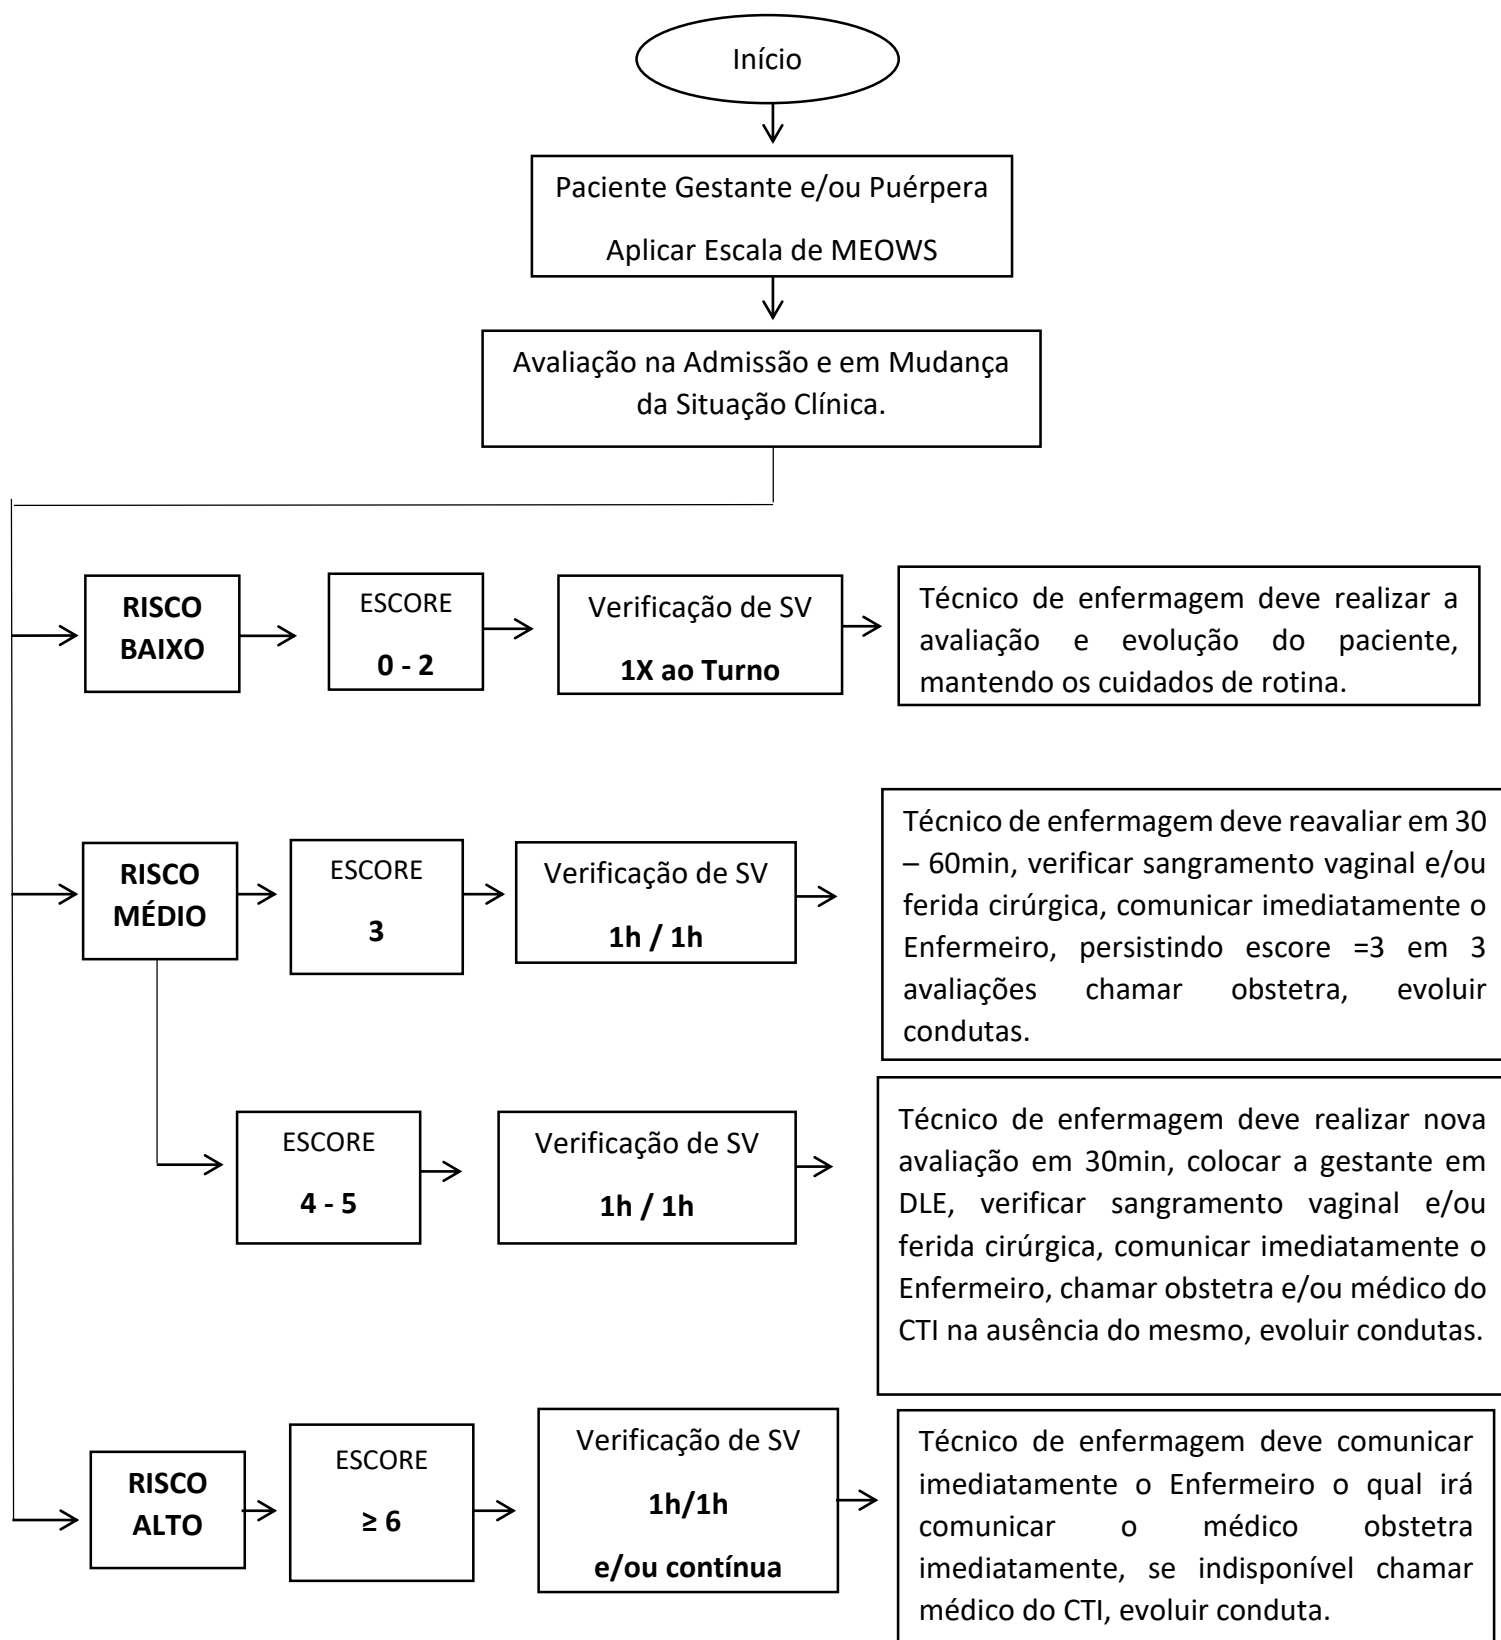 Início
Paciente Gestante e/ou Puérpera
Aplicar Escala de MEOWS
Avaliação na Admissão e em Mudança
da Situação Clínica.
RISCO
BAIXO
ESCORE
0 - 2
Verificação de SV
1X ao Turno
Técnico de enfermagem deve realizar a
avaliação e evolução do paciente,
mantendo os cuidados de rotina.
RISCO
MÉDIO
ESCORE
3
Verificação de SV
1h / 1h
Técnico de enfermagem deve reavaliar em 30
– 60min, verificar sangramento vaginal e/ou
ferida cirúrgica, comunicar imediatamente o
Enfermeiro, persistindo escore =3 em 3
avaliações chamar obstetra, evoluir
condutas.
ESCORE
4 - 5
Verificação de SV
1h / 1h
Técnico de enfermagem deve realizar nova
avaliação em 30min, colocar a gestante em
DLE, verificar sangramento vaginal e/ou
ferida cirúrgica, comunicar imediatamente o
Enfermeiro, chamar obstetra e/ou médico do
CTI na ausência do mesmo, evoluir condutas.
RISCO
ALTO
ESCORE
≥ 6
Verificação de SV
1h/1h
e/ou contínua
Técnico de enfermagem deve comunicar
imediatamente o Enfermeiro o qual irá
comunicar o médico obstetra
imediatamente, se indisponível chamar
médico do CTI, evoluir conduta.